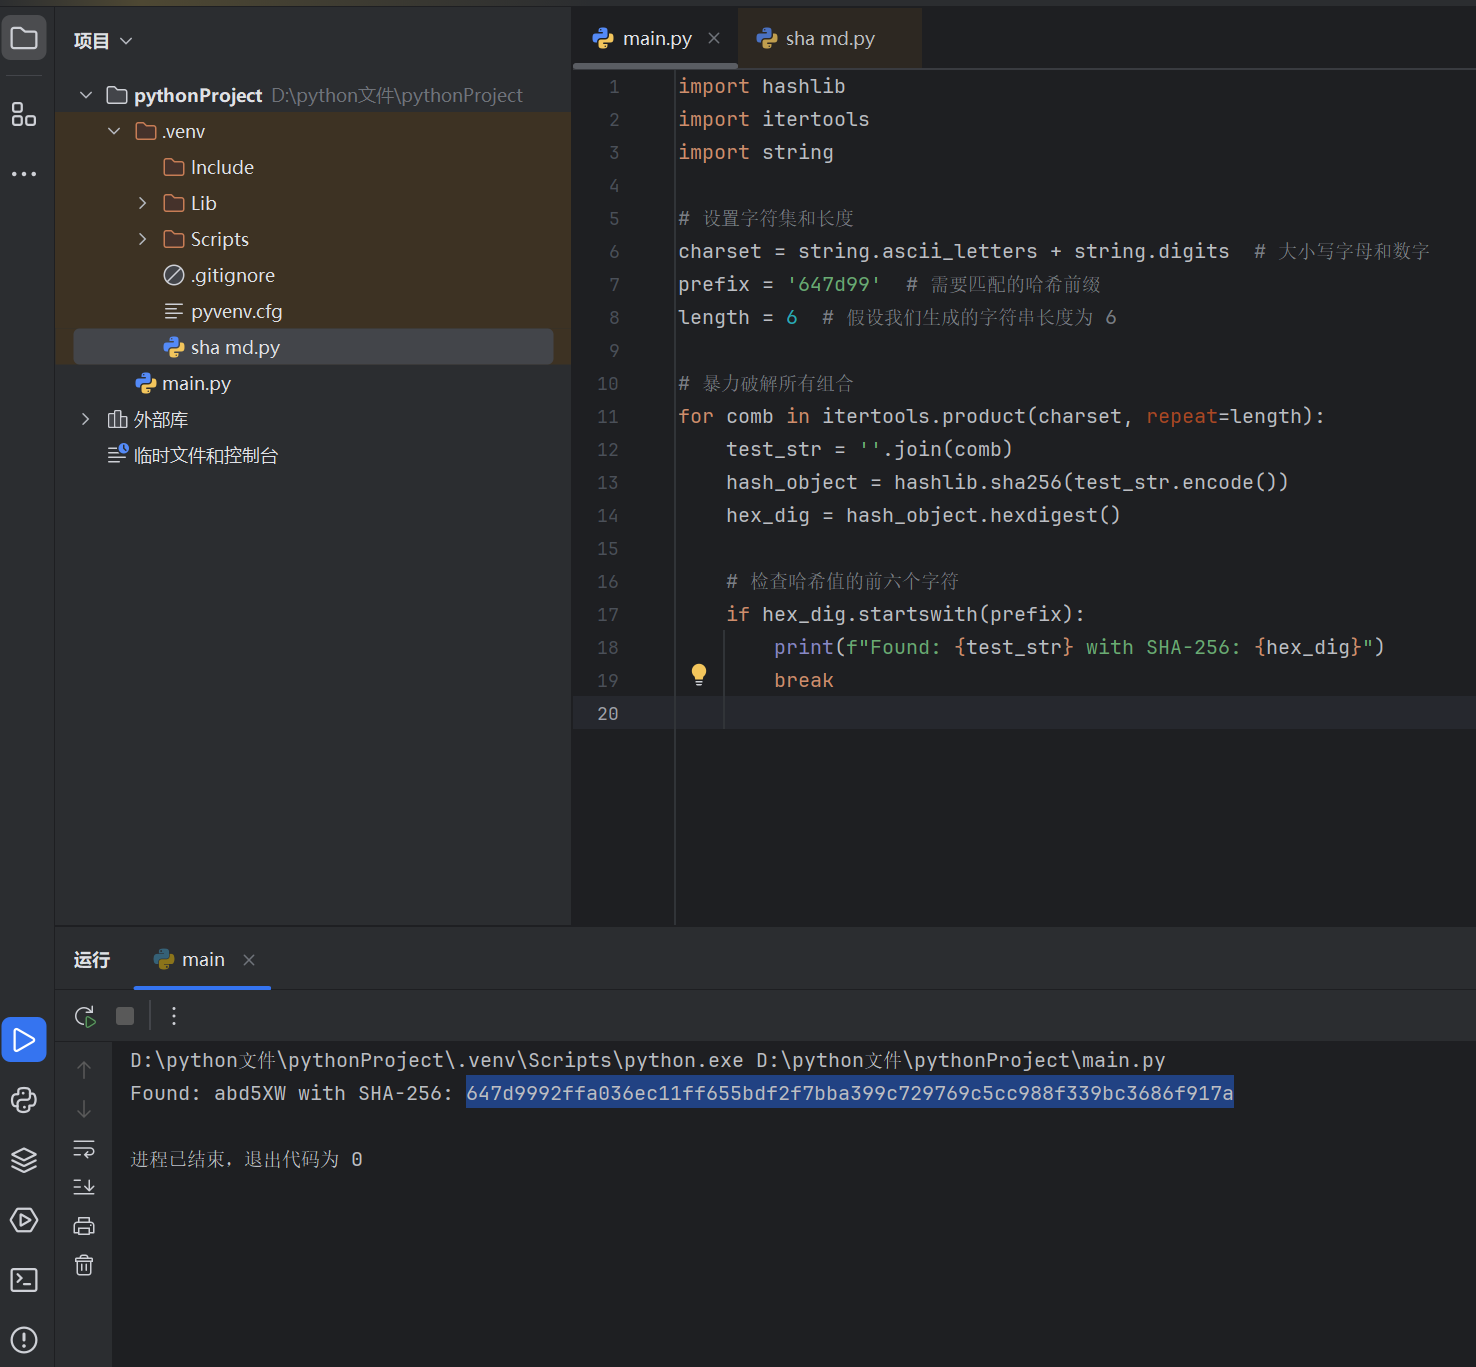 项目
pythonProject D:\python文件\pythonProject
.venv
Include
Lib
Scripts
.gitignore
pyvenv.cfg
sha md.py
main.py
外部库
临时文件和控制台
main.py
sha md.py
1 import hashlib
2 import itertools
3 import string
4
5 # 设置字符集和长度
6 charset = string.ascii_letters + string.digits  # 大小写字母和数字
7 prefix = '647d99'  # 需要匹配的哈希前缀
8 length = 6  # 假设我们生成的字符串长度为 6
9
10 # 暴力破解所有组合
11 for comb in itertools.product(charset, repeat=length):
12     test_str = ''.join(comb)
13     hash_object = hashlib.sha256(test_str.encode())
14     hex_dig = hash_object.hexdigest()
15
16     # 检查哈希值的前六个字符
17     if hex_dig.startswith(prefix):
18         print(f"Found: {test_str} with SHA-256: {hex_dig}")
19         break
20
运行
main
D:\python文件\pythonProject\.venv\Scripts\python.exe D:\python文件\pythonProject\main.py
Found: abd5XW with SHA-256: 647d9992ffa036ec11ff655bdf2f7bba399c729769c5cc988f339bc3686f917a
进程已结束，退出代码为 0